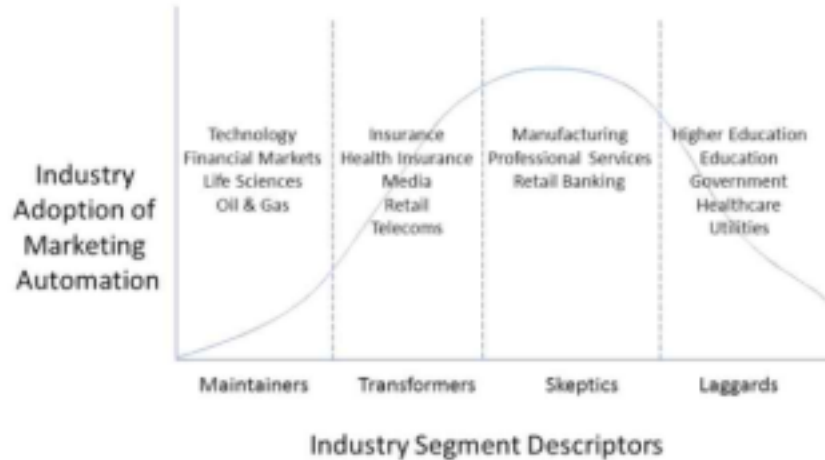 Industry
Adoption of
Marketing
Automation
Technology
Financial Markets
Life Sciences
Oil & Gas
Insurance
Health Insurance
Media
Retail
Telecoms
Manufacturing
Professional Services
Retail Banking
Higher Education
Education
Government
Healthcare
Utilities
Maintainers
Transformers
Skeptics
Laggards
Industry Segment Descriptors